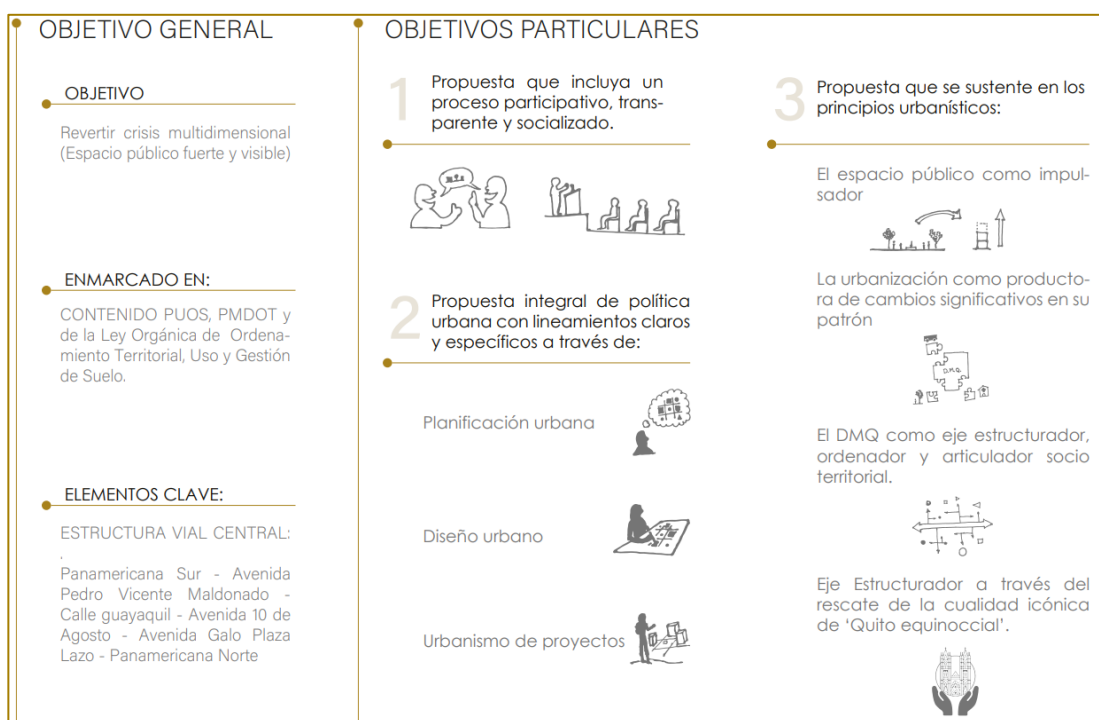 OBJETIVO GENERAL
OBJETIVO
Revertir crisis multidimensional
(Espacio público fuerte y visible)
ENMARCADO EN:
CONTENIDO PUOS, PMDOT y
de la Ley Orgánica de Ordena-
miento Territorial, Uso y Gestión
de Suelo.
ELEMENTOS CLAVE:
ESTRUCTURA VIAL CENTRAL:
.
Panamericana Sur - Avenida
Pedro Vicente Maldonado -
Calle guayaquil - Avenida 10 de
Agosto - Avenida Galo Plaza
Lazo - Panamericana Norte
OBJETIVOS PARTICULARES
1
Propuesta que incluya un
proceso participativo, trans-
parente y socializado.
2
Propuesta integral de política
urbana con lineamientos claros
y específicos a través de:
Planificación urbana
Diseño urbano
Urbanismo de proyectos
3
Propuesta que se sustente en los
principios urbanísticos:
El espacio público como impul-
sador
La urbanización como producto-
ra de cambios significativos en su
patrón
D.M.Q.
El DMQ como eje estructurador,
ordenador y articulador socio
territorial.
Eje Estructurador a través del
rescate de la cualidad icónica
de ‘Quito equinoccial’.